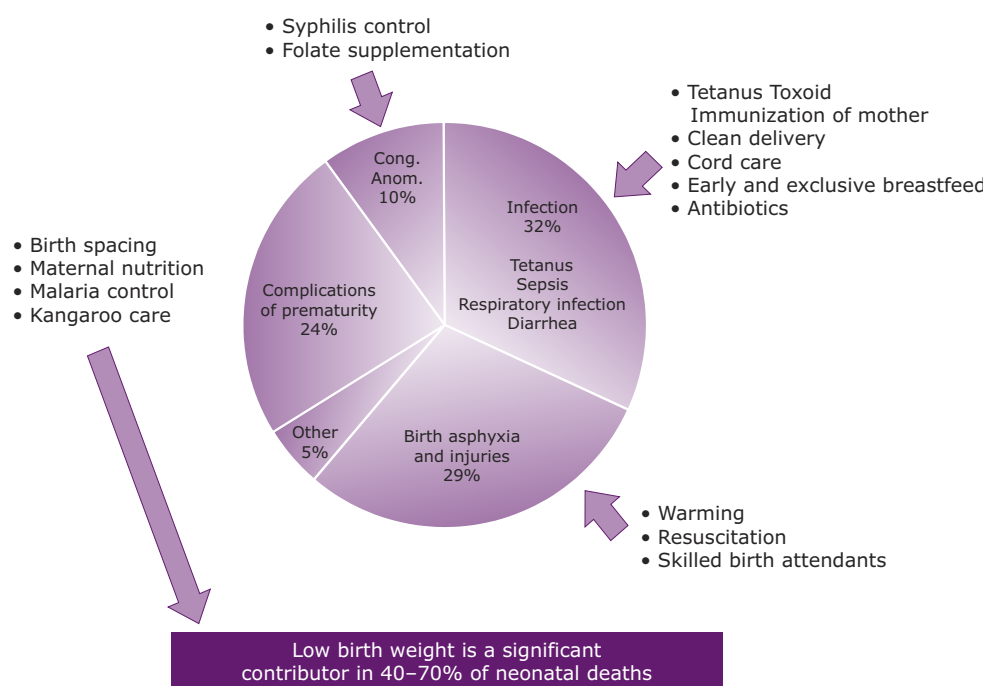 • Syphilis control
• Folate supplementation
• Tetanus Toxoid
Immunization of mother
• Clean delivery
• Cord care
• Early and exclusive breastfeed
• Antibiotics
Cong.
Anom.
10%
Infection
32%
Tetanus
Sepsis
Respiratory infection
Diarrhea
• Birth spacing
• Maternal nutrition
• Malaria control
• Kangaroo care
Complications
of prematurity
24%
Other
5%
Birth asphyxia
and injuries
29%
• Warming
• Resuscitation
• Skilled birth attendants
Low birth weight is a significant
contributor in 40–70% of neonatal deaths